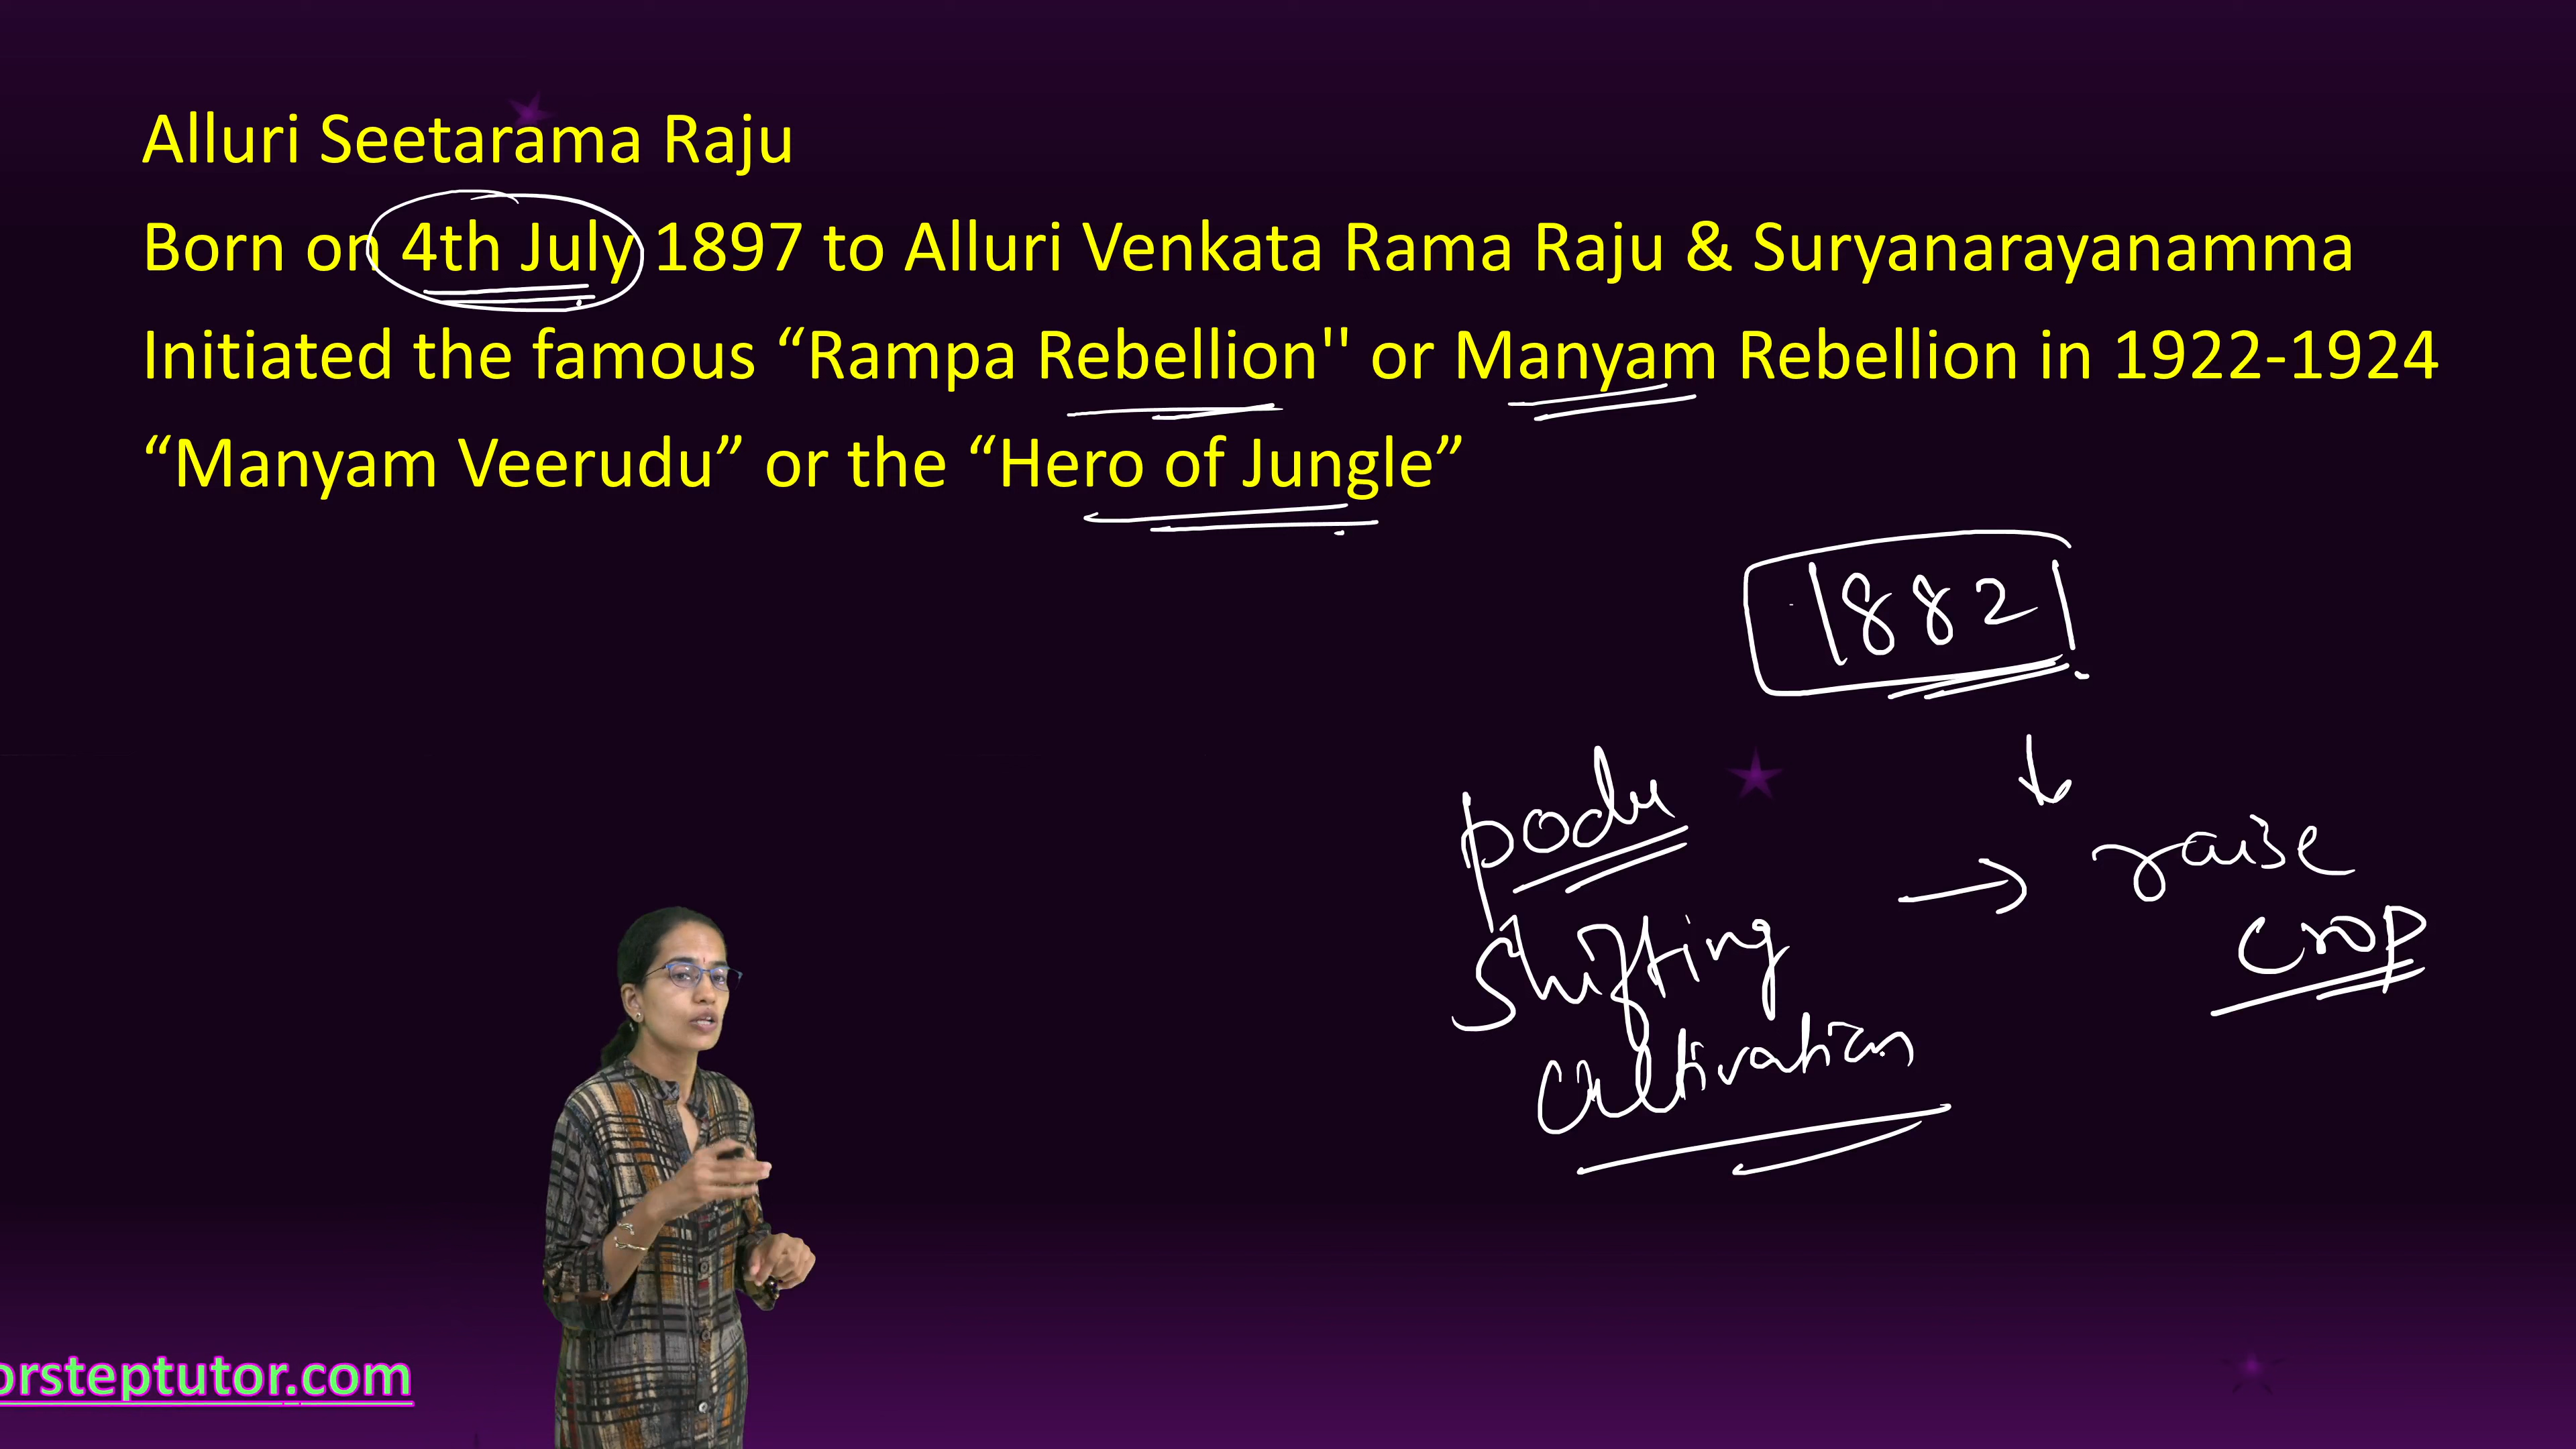 Alluri Seetarama Raju
Born on 4th July 1897 to Alluri Venkata Rama Raju & Suryanarayanamma
Initiated the famous “Rampa Rebellion'' or Manyam Rebellion in 1922-1924
“Manyam Veerudu” or the “Hero of Jungle”
1882
podu
raise
crop
shifting
cultivation
orsteptutor.com